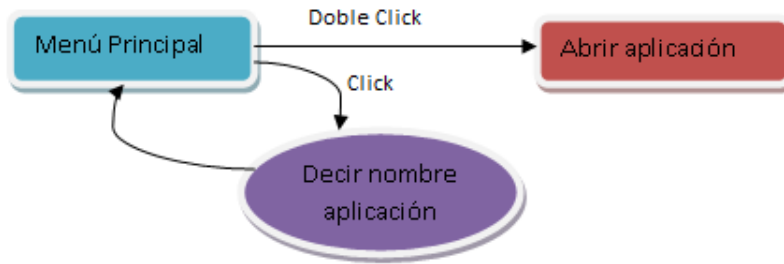 Doble Click
Menú Principal
Abrir aplicación
Click
Decir nombre
aplicación